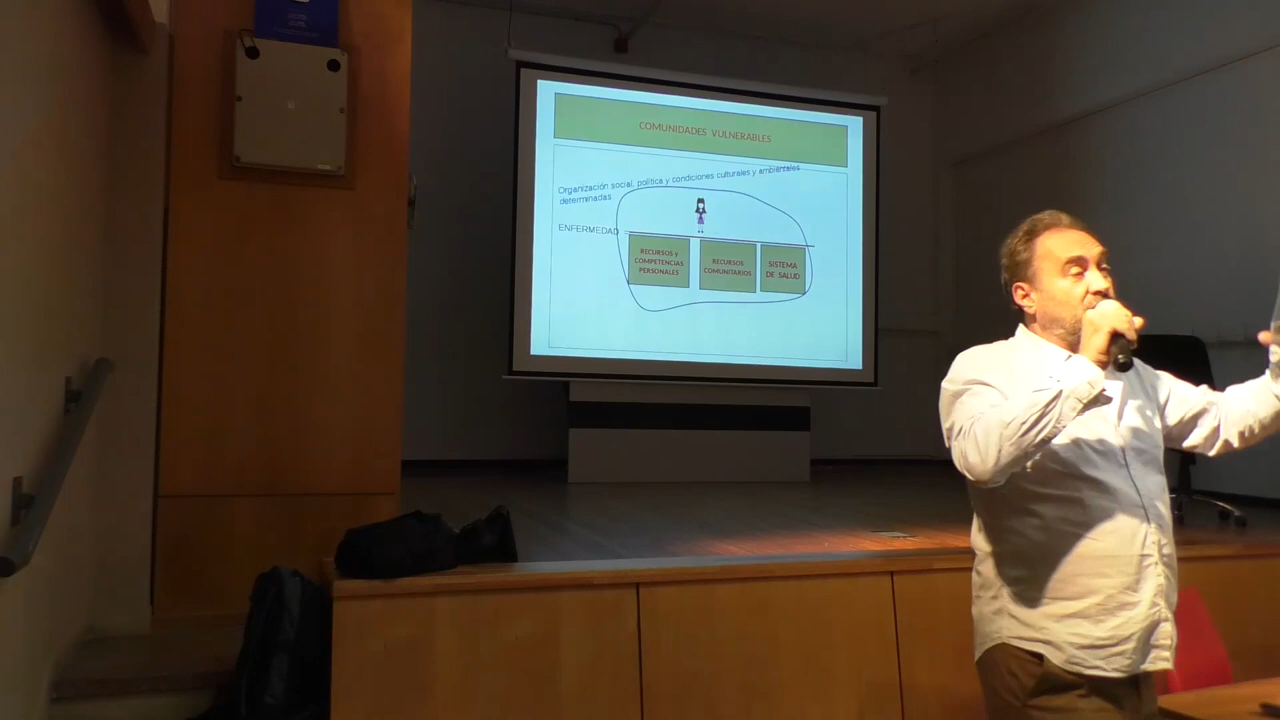 COMUNIDADES VULNERABLES
Organización social, política y condiciones culturales y ambientales
determinadas
ENFERMEDAD
RECURSOS y
COMPETENCIAS
PERSONALES
RECURSOS
COMUNITARIOS
SISTEMA
DE SALUD